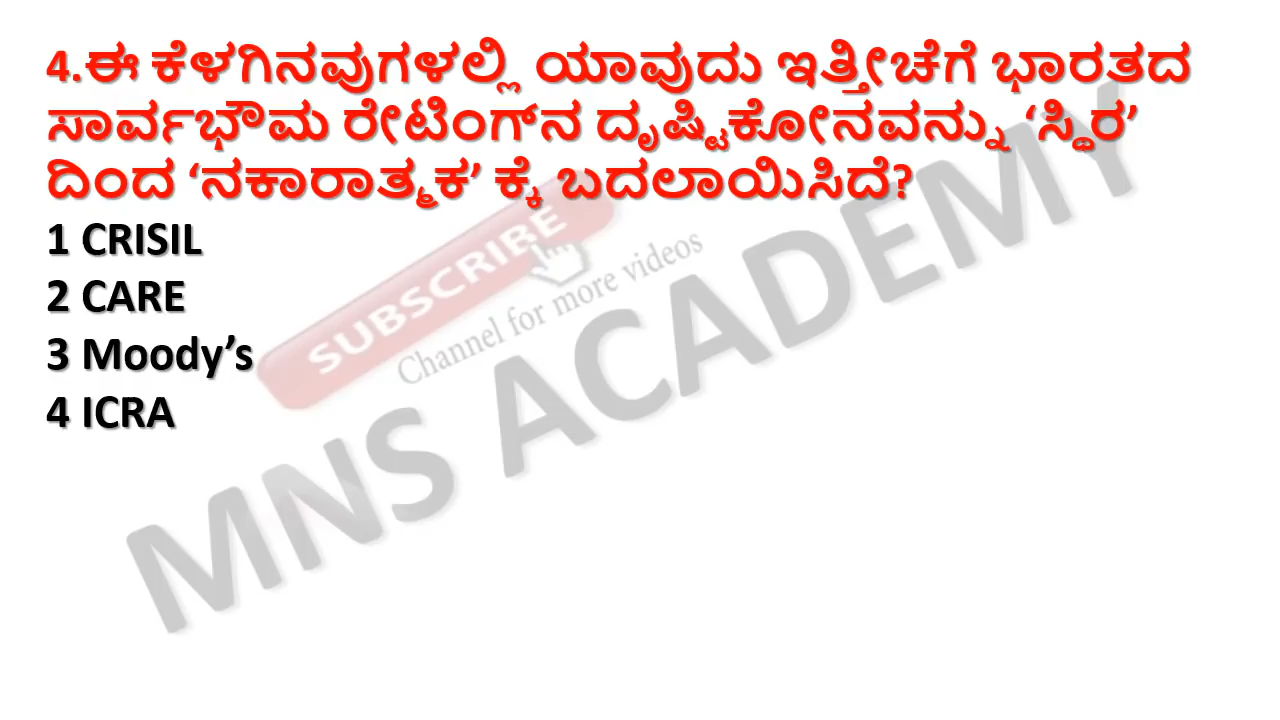 4.ಈ ಕೆಳಗಿನವುಗಳಲ್ಲಿ ಯಾವುದು ಇತ್ತೀಚೆಗೆ ಭಾರತದ
ಸಾರ್ವಭೌಮ ರೇಟಿಂಗ್‌ನ ದೃಷ್ಟಿಕೋನವನ್ನು ‘ಸ್ಥಿರ’
ದಿಂದ ‘ನಕಾರಾತ್ಮಕ’ ಕ್ಕೆ ಬದಲಾಯಿಸಿದೆ?
1 CRISIL
2 CARE
3 Moody’s
4 ICRA
SUBSCRIBE
Channel for more videos
MNS ACADEMY